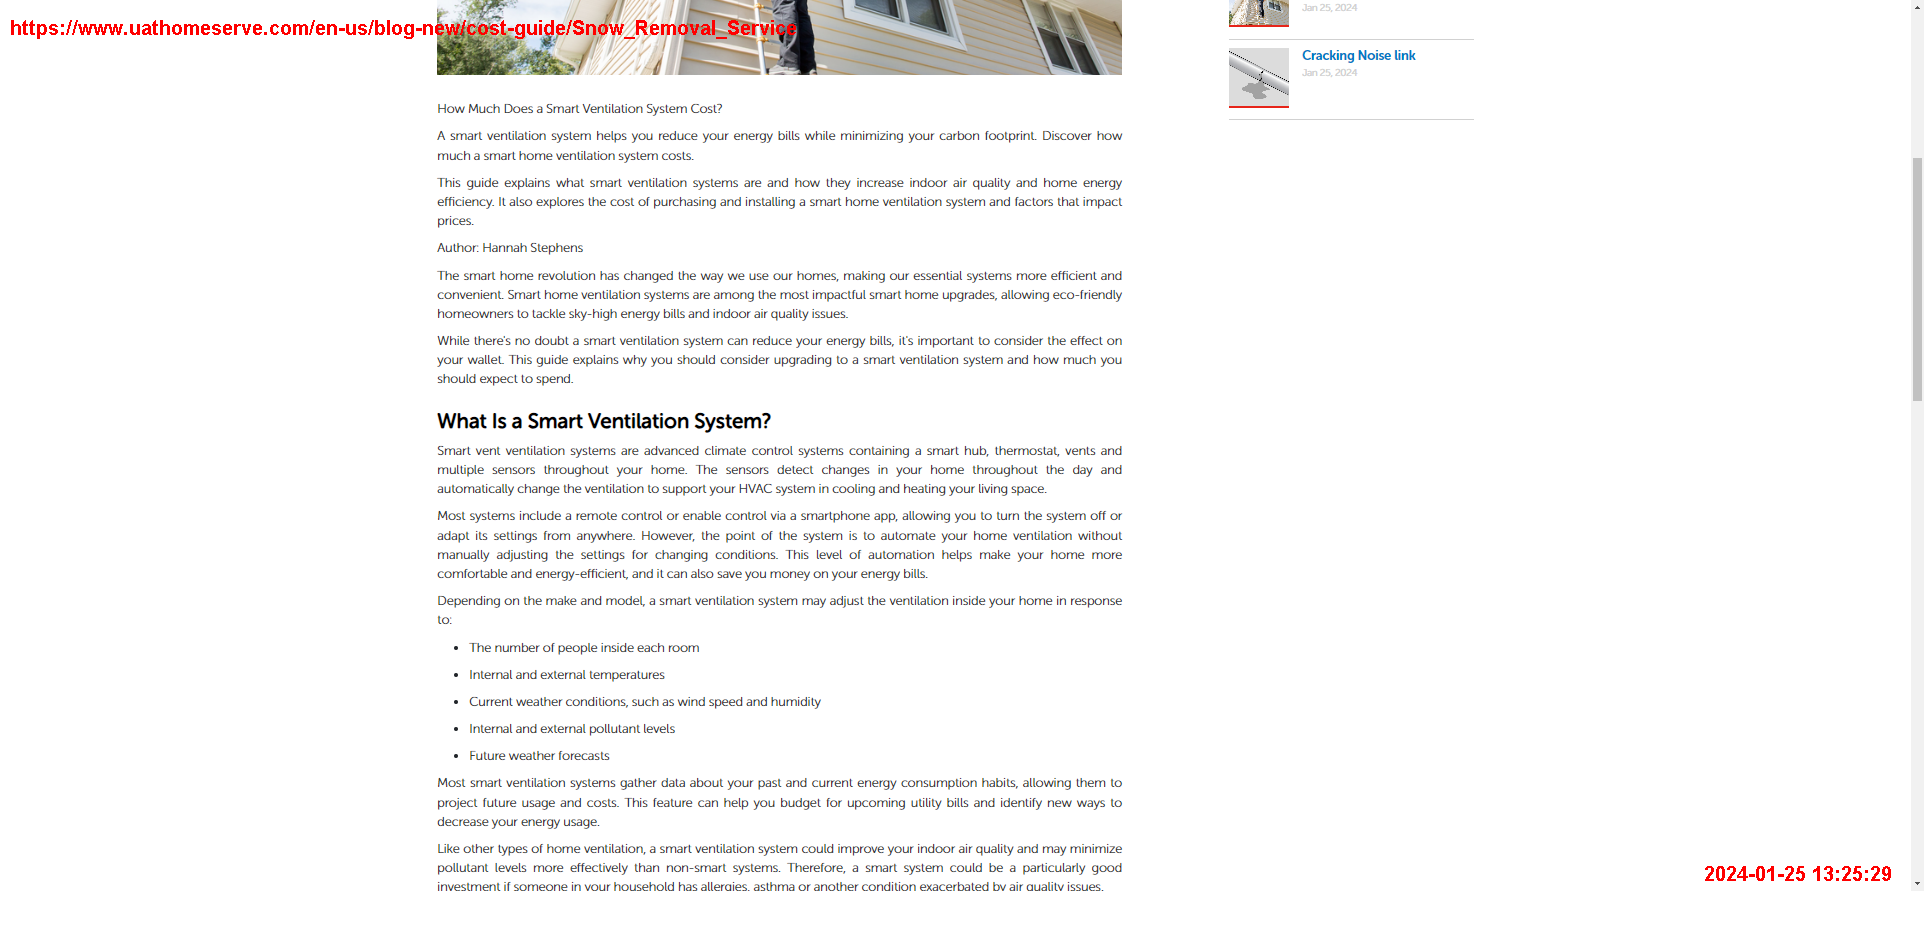 https://www.uathomeserve.com/en-us/blog-new/cost-guide/Snow_Removal_Service
Jan 25, 2024
Cracking Noise link
Jan 25, 2024
How Much Does a Smart Ventilation System Cost?
A smart ventilation system helps you reduce your energy bills while minimizing your carbon footprint. Discover how
much a smart home ventilation system costs.
This guide explains what smart ventilation systems are and how they increase indoor air quality and home energy
efficiency. It also explores the cost of purchasing and installing a smart home ventilation system and factors that impact
prices.
Author: Hannah Stephens
The smart home revolution has changed the way we use our homes, making our essential systems more efficient and
convenient. Smart home ventilation systems are among the most impactful smart home upgrades, allowing eco-friendly
homeowners to tackle sky-high energy bills and indoor air quality issues.
While there's no doubt a smart ventilation system can reduce your energy bills, it's important to consider the effect on
your wallet. This guide explains why you should consider upgrading to a smart ventilation system and how much you
should expect to spend.
What Is a Smart Ventilation System?
Smart vent ventilation systems are advanced climate control systems containing a smart hub, thermostat, vents and
multiple sensors throughout your home. The sensors detect changes in your home throughout the day and
automatically change the ventilation to support your HVAC system in cooling and heating your living space.
Most systems include a remote control or enable control via a smartphone app, allowing you to turn the system off or
adapt its settings from anywhere. However, the point of the system is to automate your home ventilation without
manually adjusting the settings for changing conditions. This level of automation helps make your home more
comfortable and energy-efficient, and it can also save you money on your energy bills.
Depending on the make and model, a smart ventilation system may adjust the ventilation inside your home in response
to:
• The number of people inside each room
• Internal and external temperatures
• Current weather conditions, such as wind speed and humidity
• Internal and external pollutant levels
• Future weather forecasts
Most smart ventilation systems gather data about your past and current energy consumption habits, allowing them to
project future usage and costs. This feature can help you budget for upcoming utility bills and identify new ways to
decrease your energy usage.
Like other types of home ventilation, a smart ventilation system could improve your indoor air quality and may minimize
pollutant levels more effectively than non-smart systems. Therefore, a smart system could be a particularly good
investment if someone in your household has allergies, asthma or another condition exacerbated by air quality issues.
2024-01-25 13:25:29